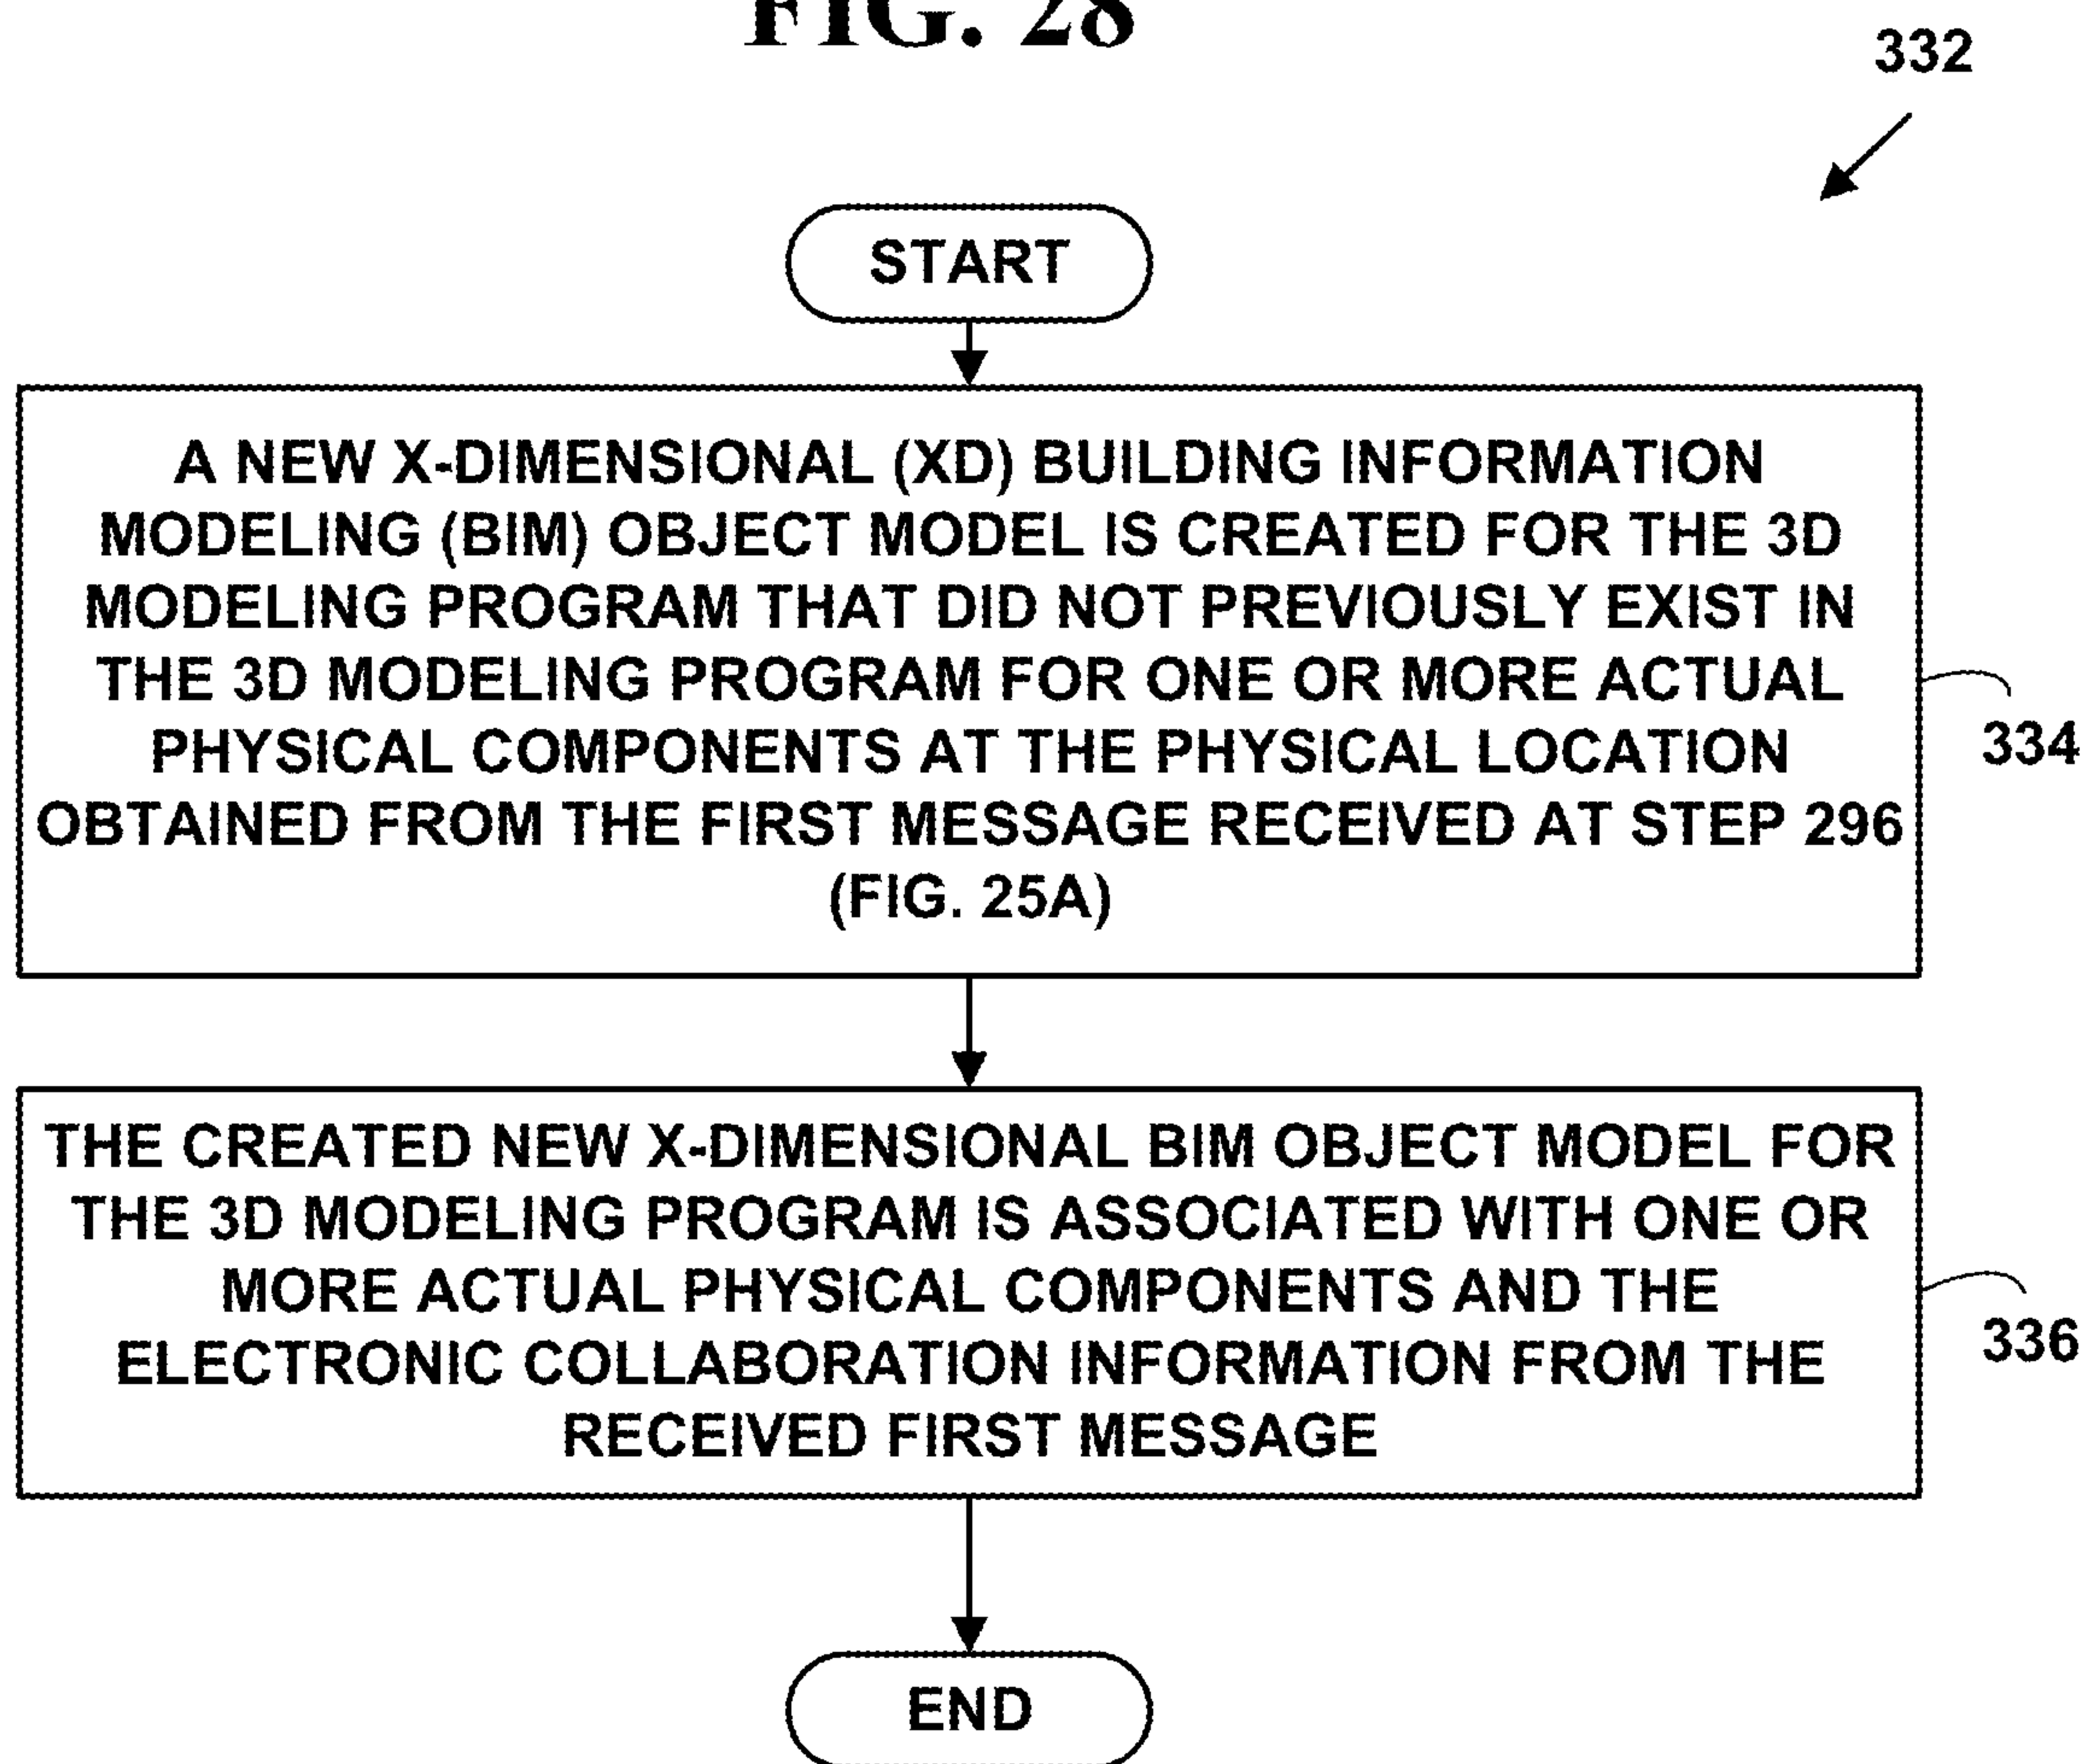 FIG. 28
332
START
A NEW X-DIMENSIONAL (XD) BUILDING INFORMATION
MODELING (BIM) OBJECT MODEL IS CREATED FOR THE 3D
MODELING PROGRAM THAT DID NOT PREVIOUSLY EXIST IN
THE 3D MODELING PROGRAM FOR ONE OR MORE ACTUAL
PHYSICAL COMPONENTS AT THE PHYSICAL LOCATION
OBTAINED FROM THE FIRST MESSAGE RECEIVED AT STEP 296
(FIG. 25A)
334
THE CREATED NEW X-DIMENSIONAL BIM OBJECT MODEL FOR
THE 3D MODELING PROGRAM IS ASSOCIATED WITH ONE OR
MORE ACTUAL PHYSICAL COMPONENTS AND THE
ELECTRONIC COLLABORATION INFORMATION FROM THE
RECEIVED FIRST MESSAGE
336
END